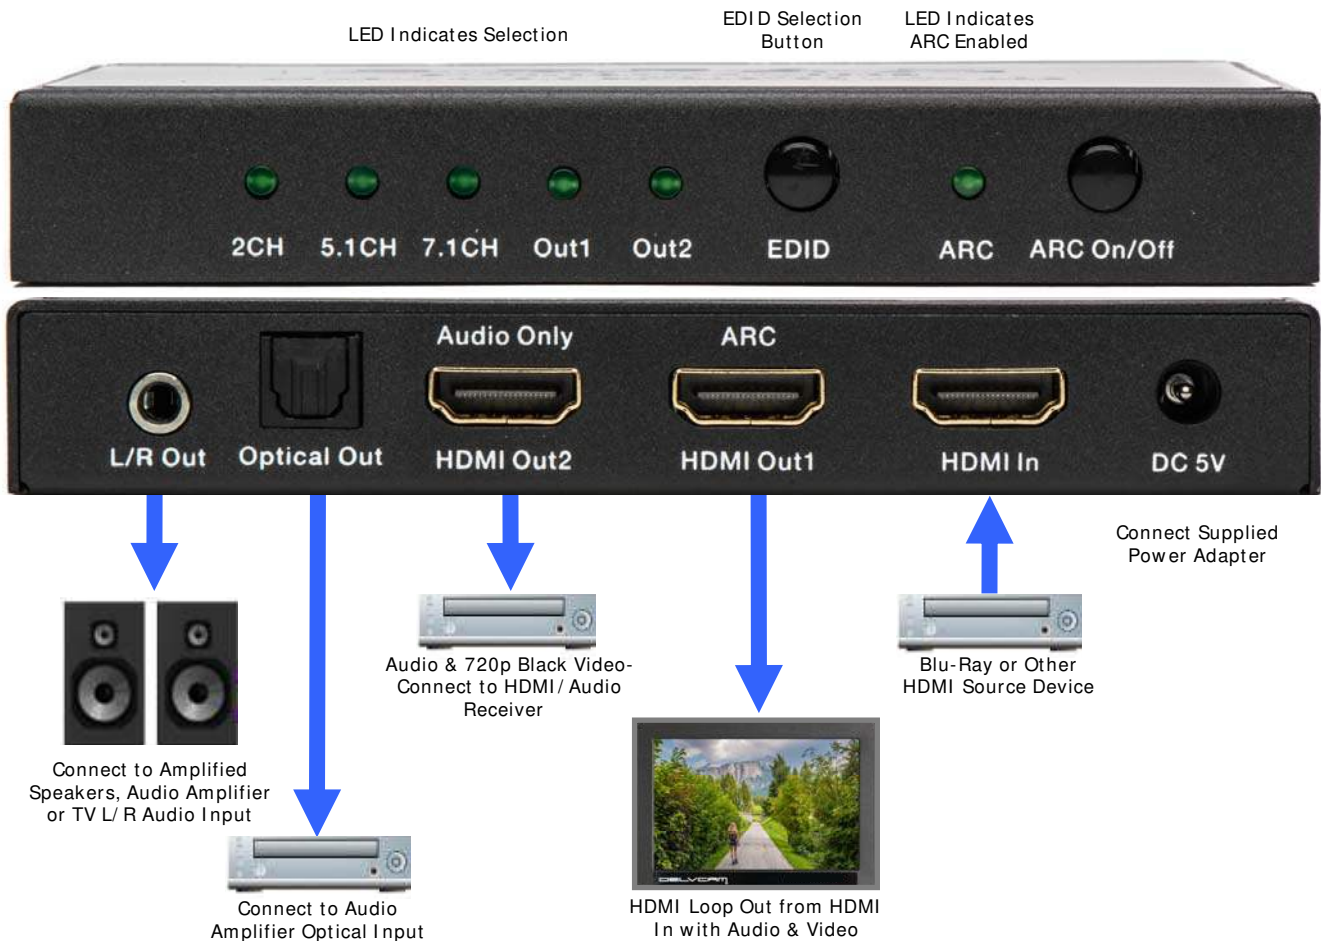 LED Indicates Selection
EDID Selection
Button
LED Indicates
ARC Enabled
2CH
5.1CH
7.1CH
Out1
Out2
EDID
ARC
ARC On/Off
Audio Only
ARC
L/R Out
Optical Out
HDMI Out2
HDMI Out1
HDMI In
DC 5V
Connect Supplied
Power Adapter
Audio & 720p Black Video-
Connect to HDMI/Audio
Receiver
Blu-Ray or Other
HDMI Source Device
Connect to Amplified
Speakers, Audio Amplifier
or TV L/R Audio Input
DELVCAM
HDMI Loop Out from HDMI
In with Audio & Video
Connect to Audio
Amplifier Optical Input